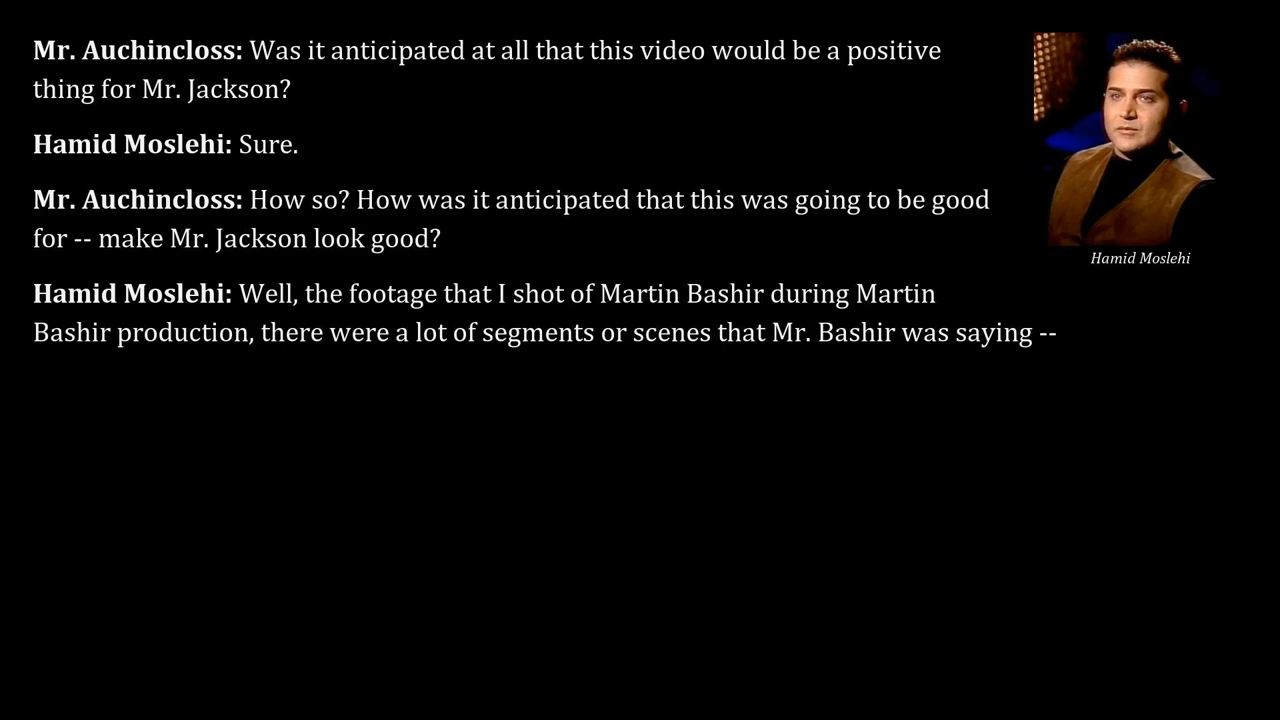 Mr. Auchincloss: Was it anticipated at all that this video would be a positive
thing for Mr. Jackson?
Hamid Moslehi: Sure.
Mr. Auchincloss: How so? How was it anticipated that this was going to be good
for -- make Mr. Jackson look good?
Hamid Moslehi
Hamid Moslehi: Well, the footage that I shot of Martin Bashir during Martin
Bashir production, there were a lot of segments or scenes that Mr. Bashir was saying --